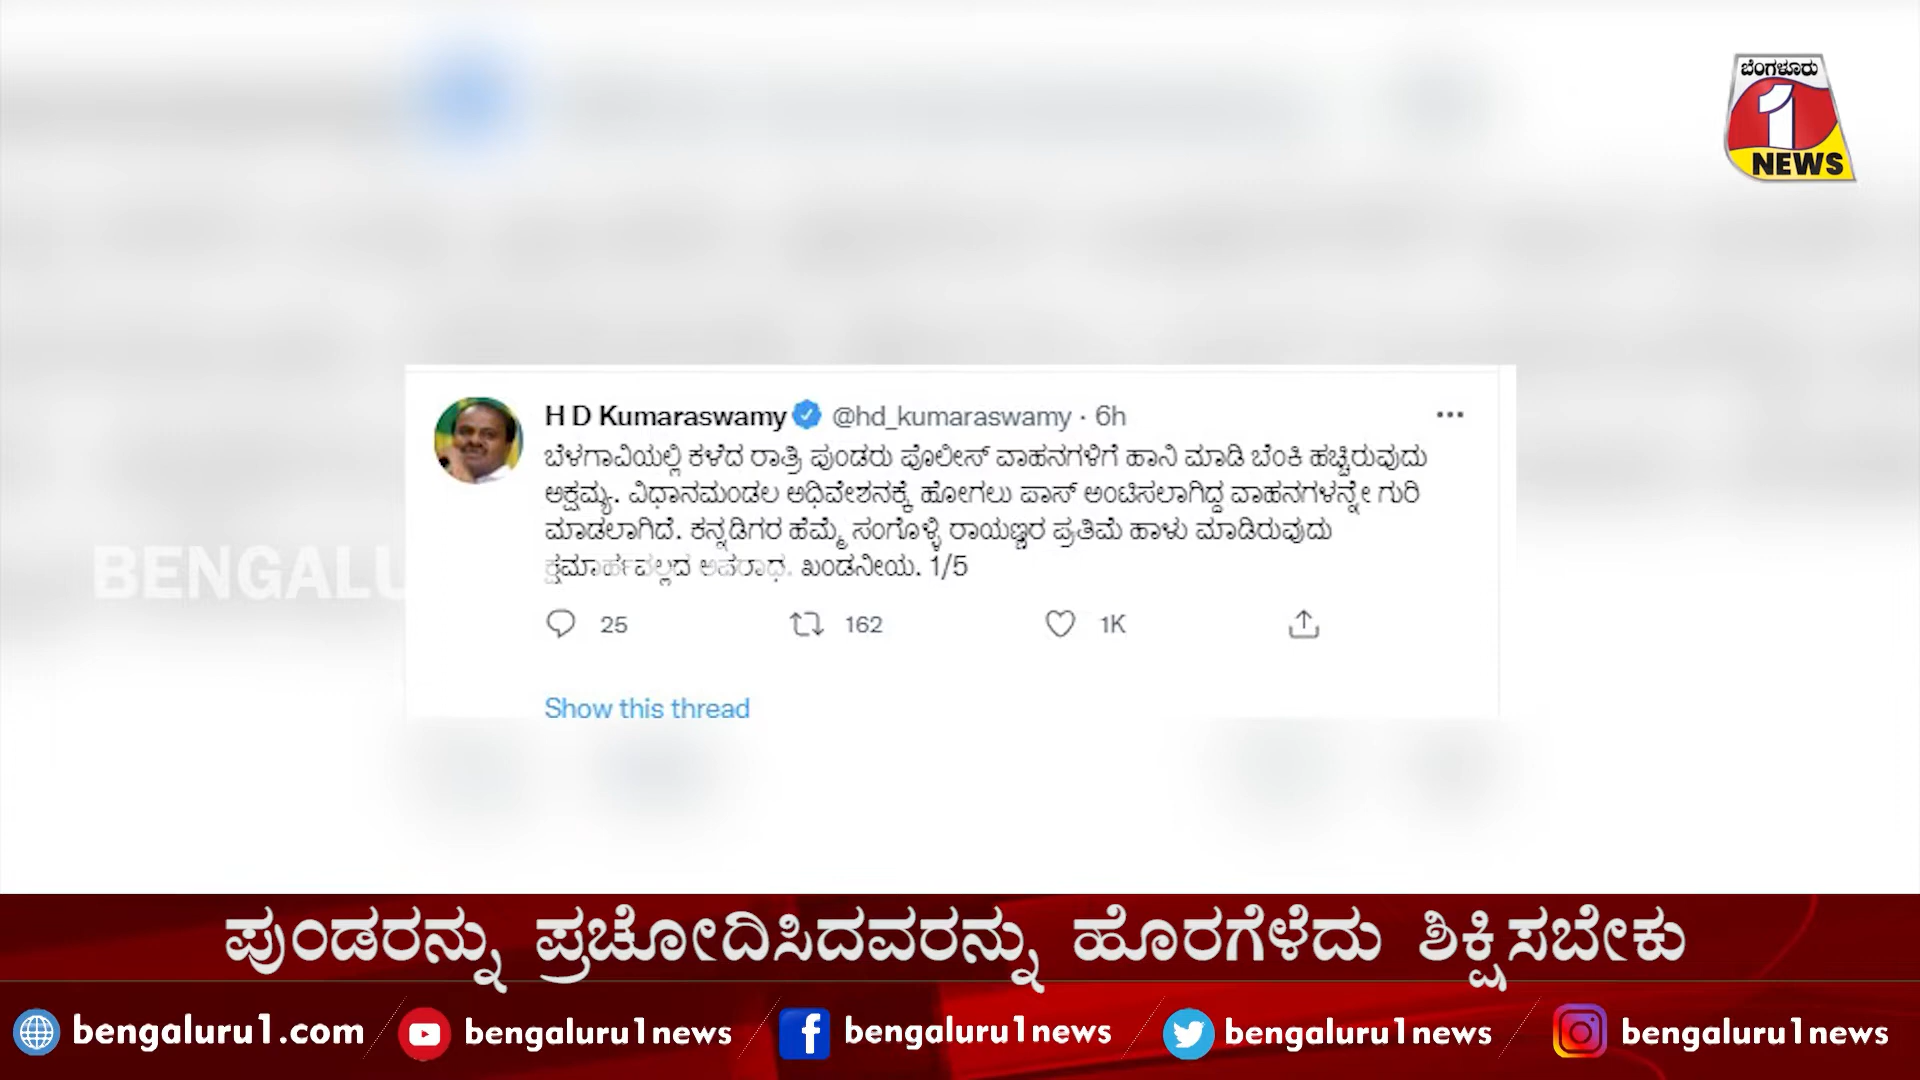 ಬೆಂಗಳೂರು
1
NEWS
H D Kumaraswamy @hd_kumaraswamy · 6h
ಬೆಳಗಾವಿಯಲ್ಲಿ ಕಳೆದ ರಾತ್ರಿ ಪುಂಡರು ಪೊಲೀಸ್ ವಾಹನಗಳಿಗೆ ಹಾನಿ ಮಾಡಿ ಬೆಂಕಿ ಹಚ್ಚಿರುವುದು
ಅಕ್ಷಮ್ಯ. ವಿಧಾನಮಂಡಲ ಅಧಿವೇಶನಕ್ಕೆ ಹೋಗಲು ಪಾಸ್ ಅಂಟಿಸಲಾಗಿದ್ದ ವಾಹನಗಳನ್ನೇ ಗುರಿ
ಮಾಡಲಾಗಿದೆ. ಕನ್ನಡಿಗರ ಹೆಮ್ಮೆ ಸಂಗೊಳ್ಳಿ ರಾಯಣ್ಣರ ಪ್ರತಿಮೆ ಹಾಳು ಮಾಡಿರುವುದು
ಕ್ಷಮಾರ್ಹವಲ್ಲದ ಅಪರಾಧ. ಖಂಡನೀಯ. 1/5
BENGALU
25 162 1K
Show this thread
ಪುಂಡರನ್ನು ಪ್ರಚೋದಿಸಿದವರನ್ನು ಹೊರಗೆಳೆದು ಶಿಕ್ಷಿಸಬೇಕು
bengaluru1.com bengaluru1news bengaluru1news bengaluru1news bengaluru1news